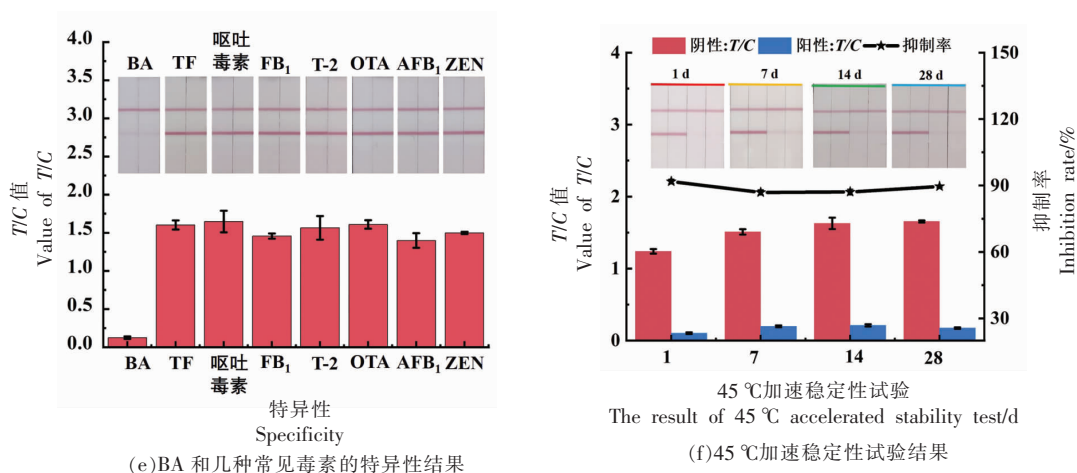 4.0
3.5
3.0
2.5
2.0
1.5
1.0
0.5
0.0
T/C 值
Value of T/C
BA TF 呕吐毒素 FB₁ T-2 OTA AFB₁ ZEN
BA TF 呕吐毒素 FB₁ T-2 OTA AFB₁ ZEN
特异性
Specificity
(e)BA 和几种常见毒素的特异性结果
阴性:T/C 阳性:T/C 抑制率
4
3
2
1
0
T/C 值
Value of T/C
1 d 7 d 14 d 28 d
150
120
90
60
30
抑制率
Inhibition rate/%
1 7 14 28
45 ℃加速稳定性试验
The result of 45 ℃ accelerated stability test/d
(f)45 ℃加速稳定性试验结果